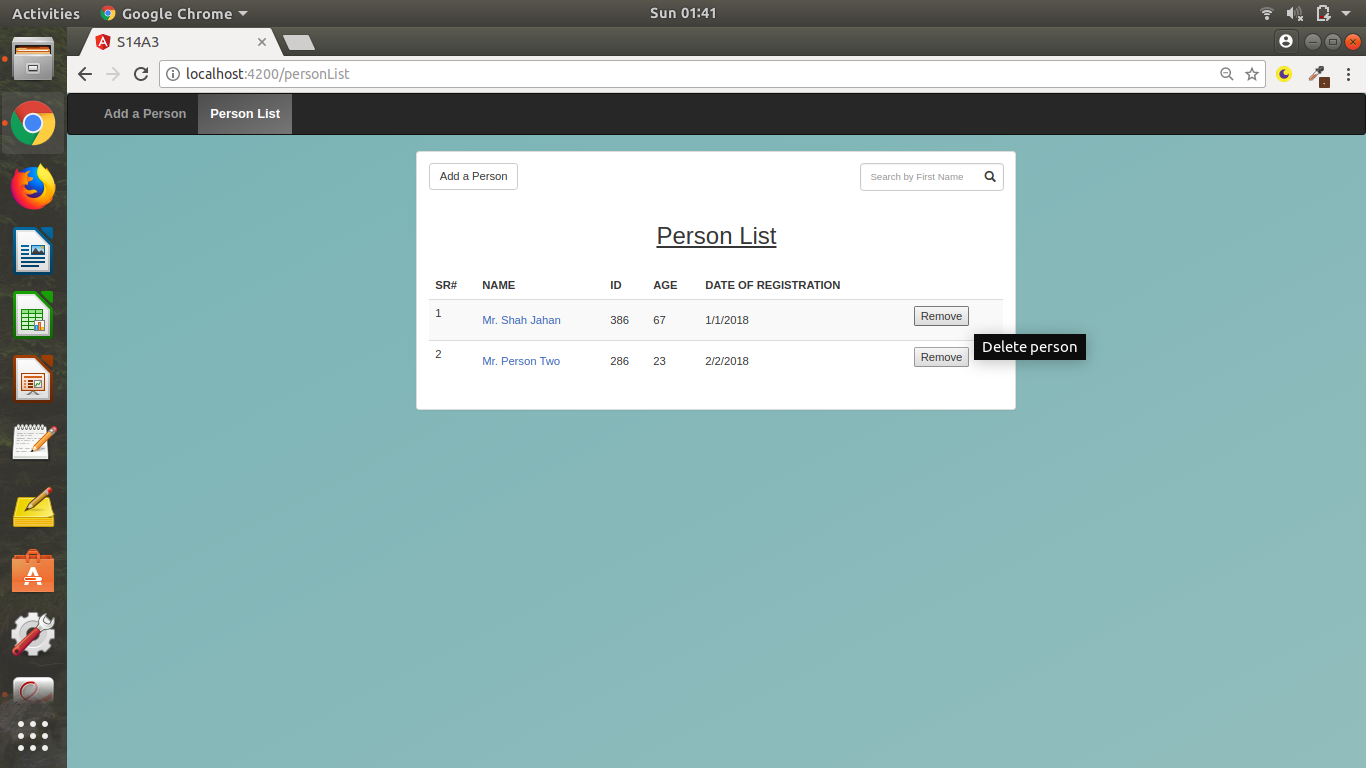 Activities Google Chrome Sun 01:41
S14A3
localhost:4200/personList
Add a Person Person List
Add a Person Search by First Name
Person List
SR# NAME ID AGE DATE OF REGISTRATION
1 Mr. Shah Jahan 386 67 1/1/2018 Remove
Delete person
2 Mr. Person Two 286 23 2/2/2018 Remove